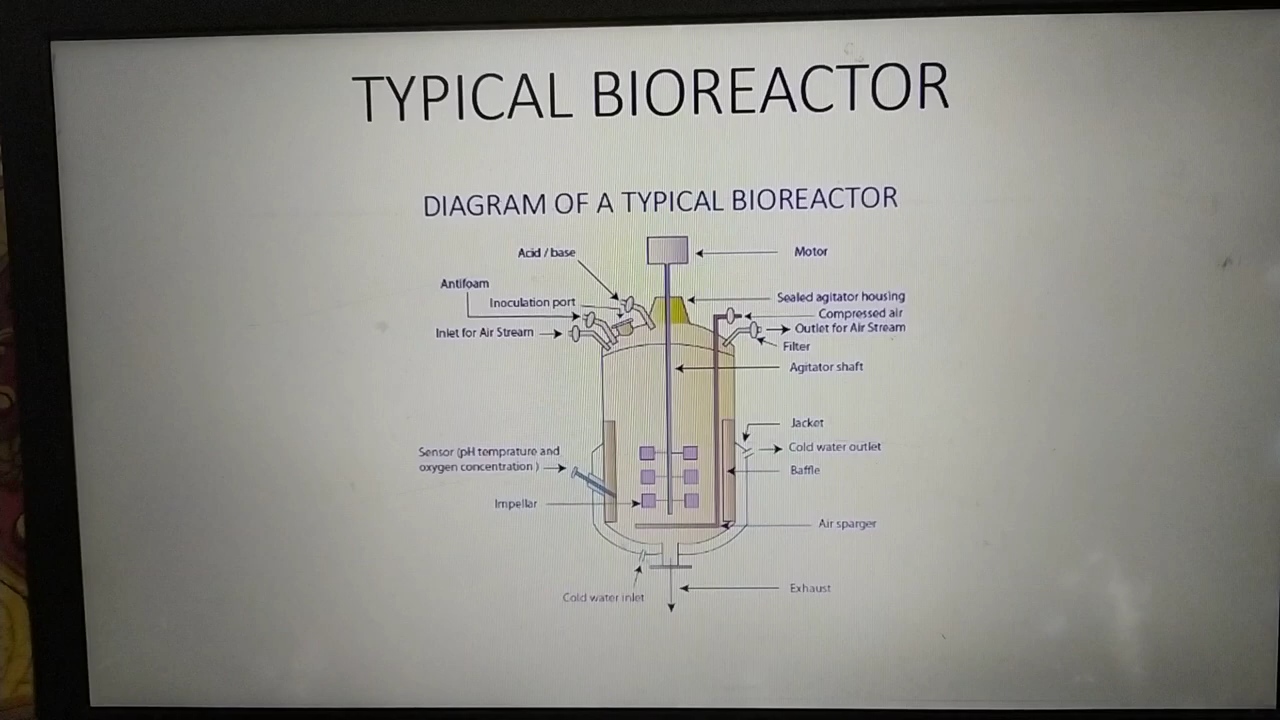 TYPICAL BIOREACTOR
DIAGRAM OF A TYPICAL BIOREACTOR
Acid / base
Motor
Antifoam
Inoculation port
Sealed agitator housing
Compressed air
Inlet for Air Stream
Outlet for Air Stream
Filter
Agitator shaft
Jacket
Sensor (pH temprature and
oxygen concentration )
Cold water outlet
Baffle
Impellar
Air sparger
Cold water inlet
Exhaust